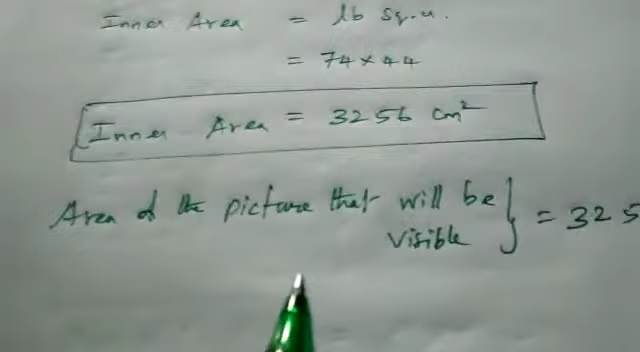 Inner Area = lb sq.u.
= 74 × 44
Inner Area = 3256 cm²
Area of the picture that will be visible } = 325